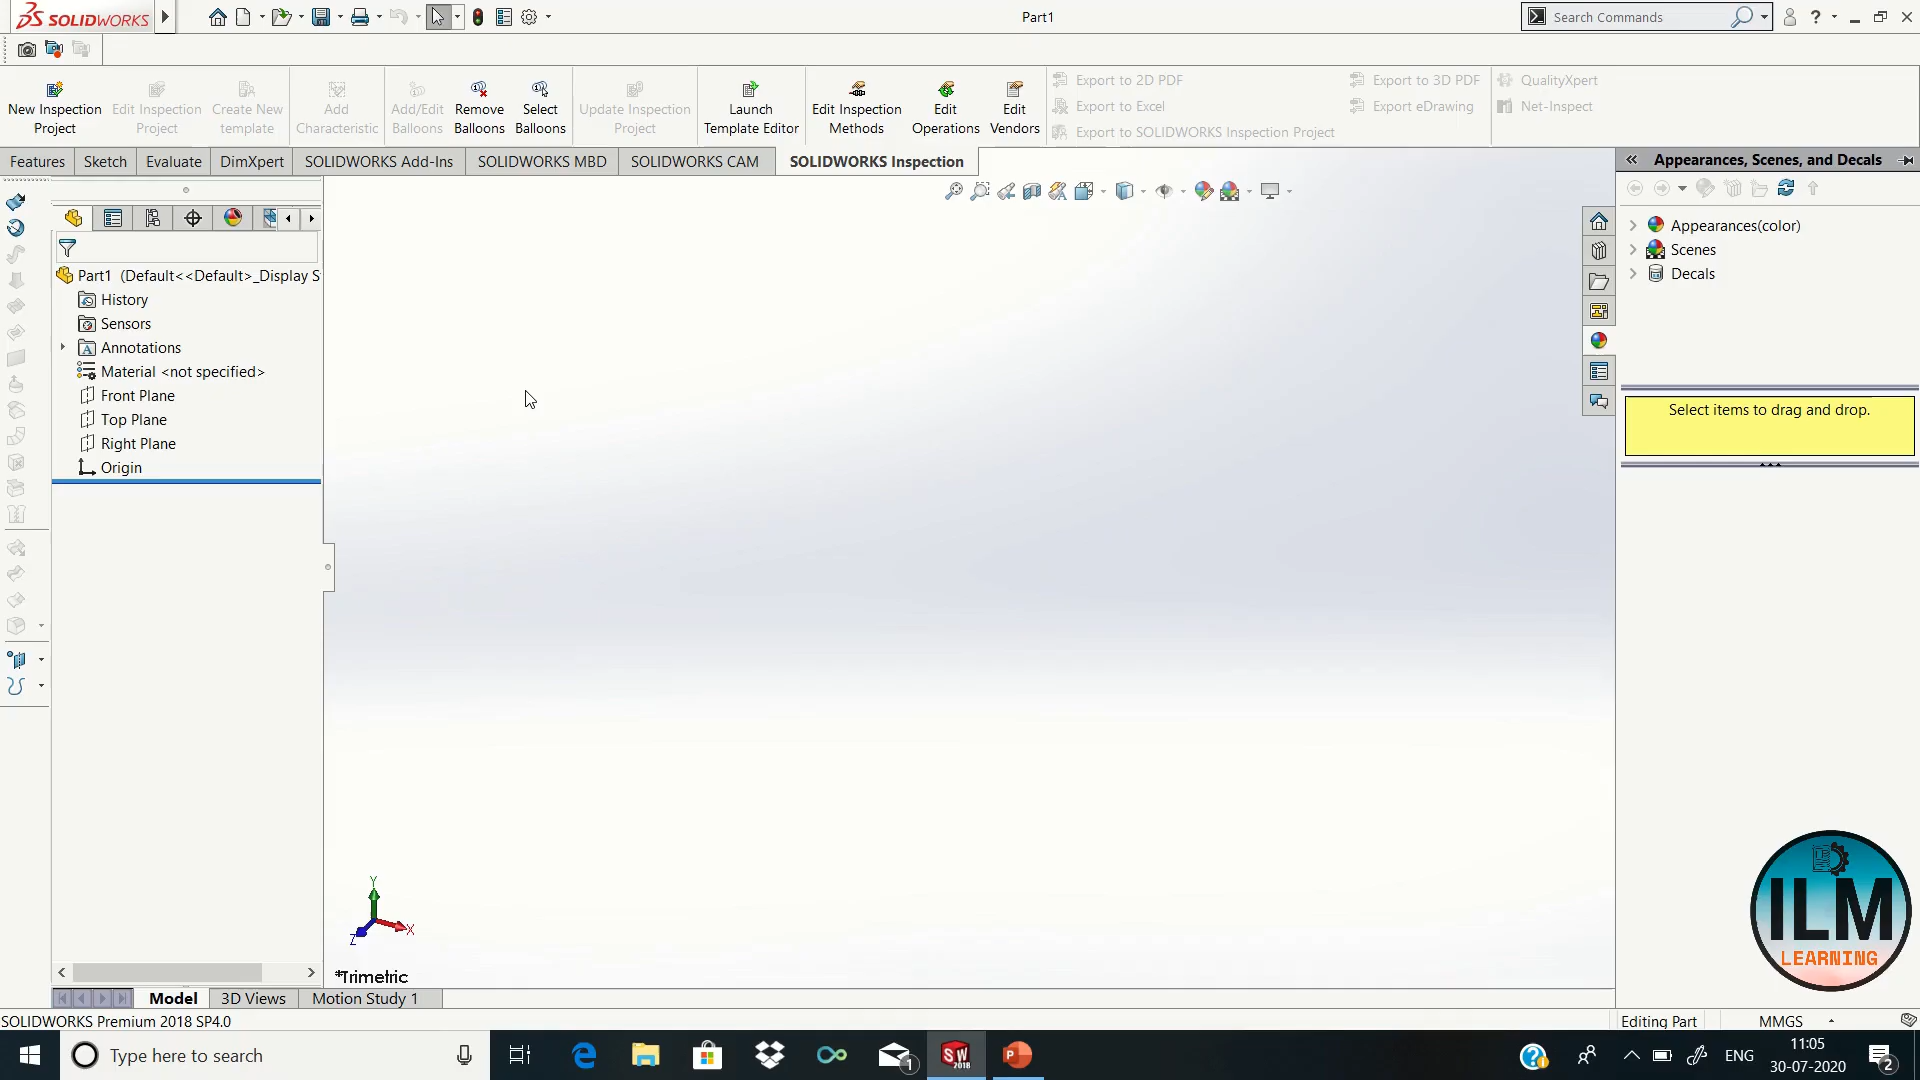 SOLIDWORKS
Part1
Search Commands
?
New Inspection Project
Edit Inspection Project
Create New template
Add Characteristic
Add/Edit Balloons
Remove Balloons
Select Balloons
Update Inspection Project
Launch Template Editor
Edit Inspection Methods
Edit Operations
Edit Vendors
Export to 2D PDF
Export to Excel
Export to SOLIDWORKS Inspection Project
Export to 3D PDF
Export eDrawing
QualityXpert
Net-Inspect
Features
Sketch
Evaluate
DimXpert
SOLIDWORKS Add-Ins
SOLIDWORKS MBD
SOLIDWORKS CAM
SOLIDWORKS Inspection
Part1 (Default<<Default>_Display S
History
Sensors
Annotations
Material <not specified>
Front Plane
Top Plane
Right Plane
Origin
Appearances, Scenes, and Decals
Appearances(color)
Scenes
Decals
Select items to drag and drop.
Y
X
Z
*Trimetric
ILM
LEARNING
Model
3D Views
Motion Study 1
SOLIDWORKS Premium 2018 SP4.0
Editing Part
MMGS
Type here to search
1
SW
2018
P
ENG
11:05
30-07-2020
2